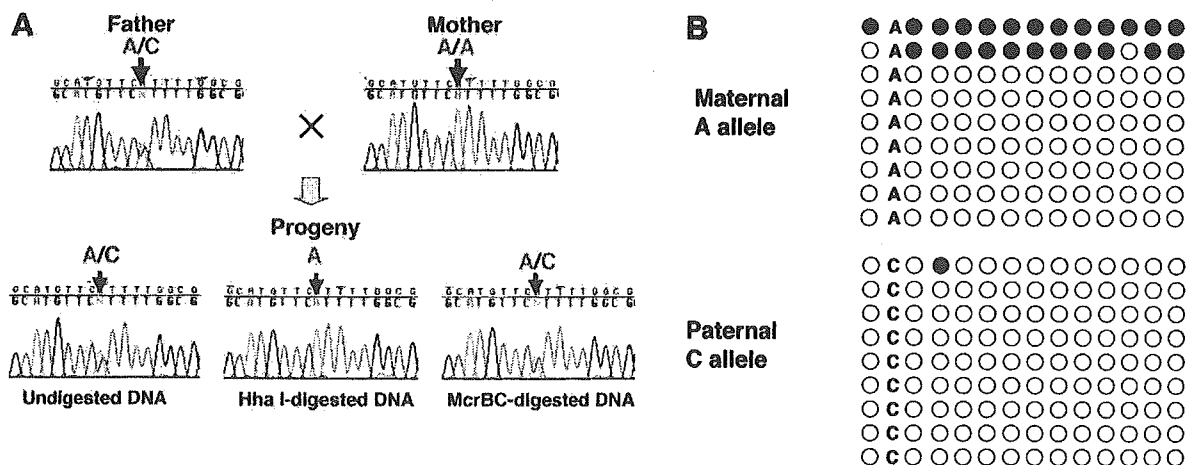 A
Father
A/C
Mother
A/A
×
Progeny
A/C
A
A/C
Undigested DNA
Hha I-digested DNA
McrBC-digested DNA
B
Maternal
A allele
A
A
A
A
A
A
A
A
A
Paternal
C allele
C
C
C
C
C
C
C
C
C